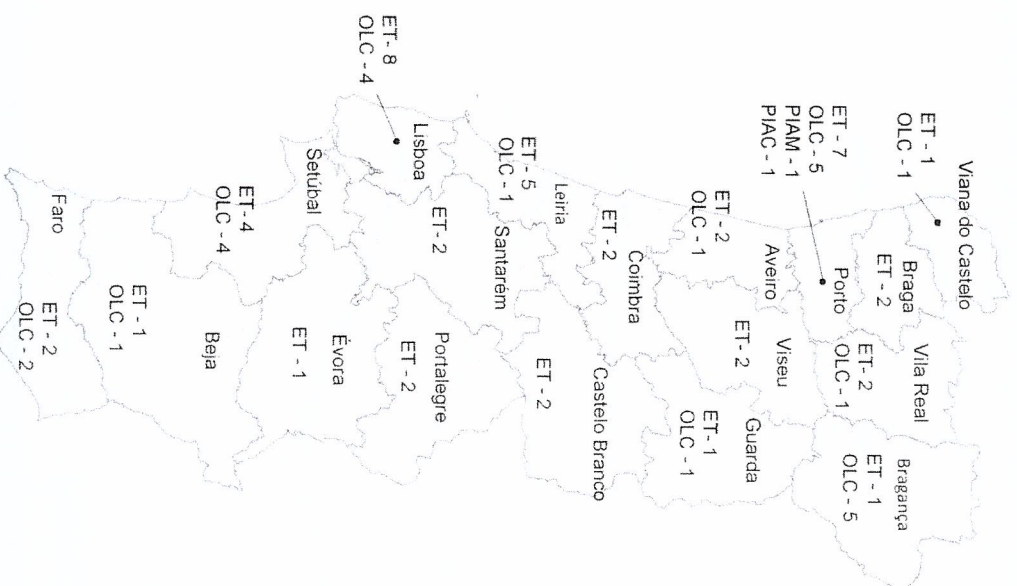 Viana do Castelo
ET - 1
OLC - 1
Braga
ET - 2
Vila Real
ET - 2
OLC - 1
Bragança
ET - 1
OLC - 5
Porto
ET - 7
OLC - 5
PIAM - 1
PIAC - 1
Aveiro
ET - 2
OLC - 1
Viseu
ET - 2
Guarda
ET - 1
OLC - 1
Coimbra
ET - 2
Castelo Branco
ET - 2
Leiria
ET - 5
OLC - 1
Santarém
ET - 2
Portalegre
ET - 2
Lisboa
ET - 8
OLC - 4
Setúbal
ET - 4
OLC - 4
Évora
ET - 1
Beja
ET - 1
OLC - 1
Faro
ET - 2
OLC - 2